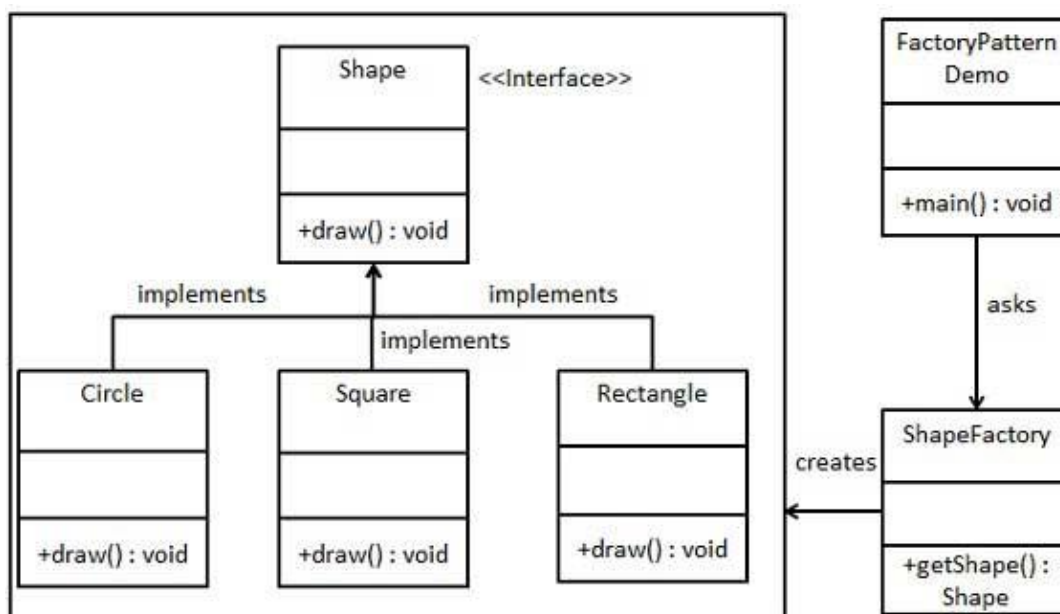 Shape
<<Interface>>
+draw() : void
implements
implements
implements
Circle
+draw() : void
Square
+draw() : void
Rectangle
+draw() : void
FactoryPattern
Demo
+main() : void
asks
ShapeFactory
+getShape() :
Shape
creates